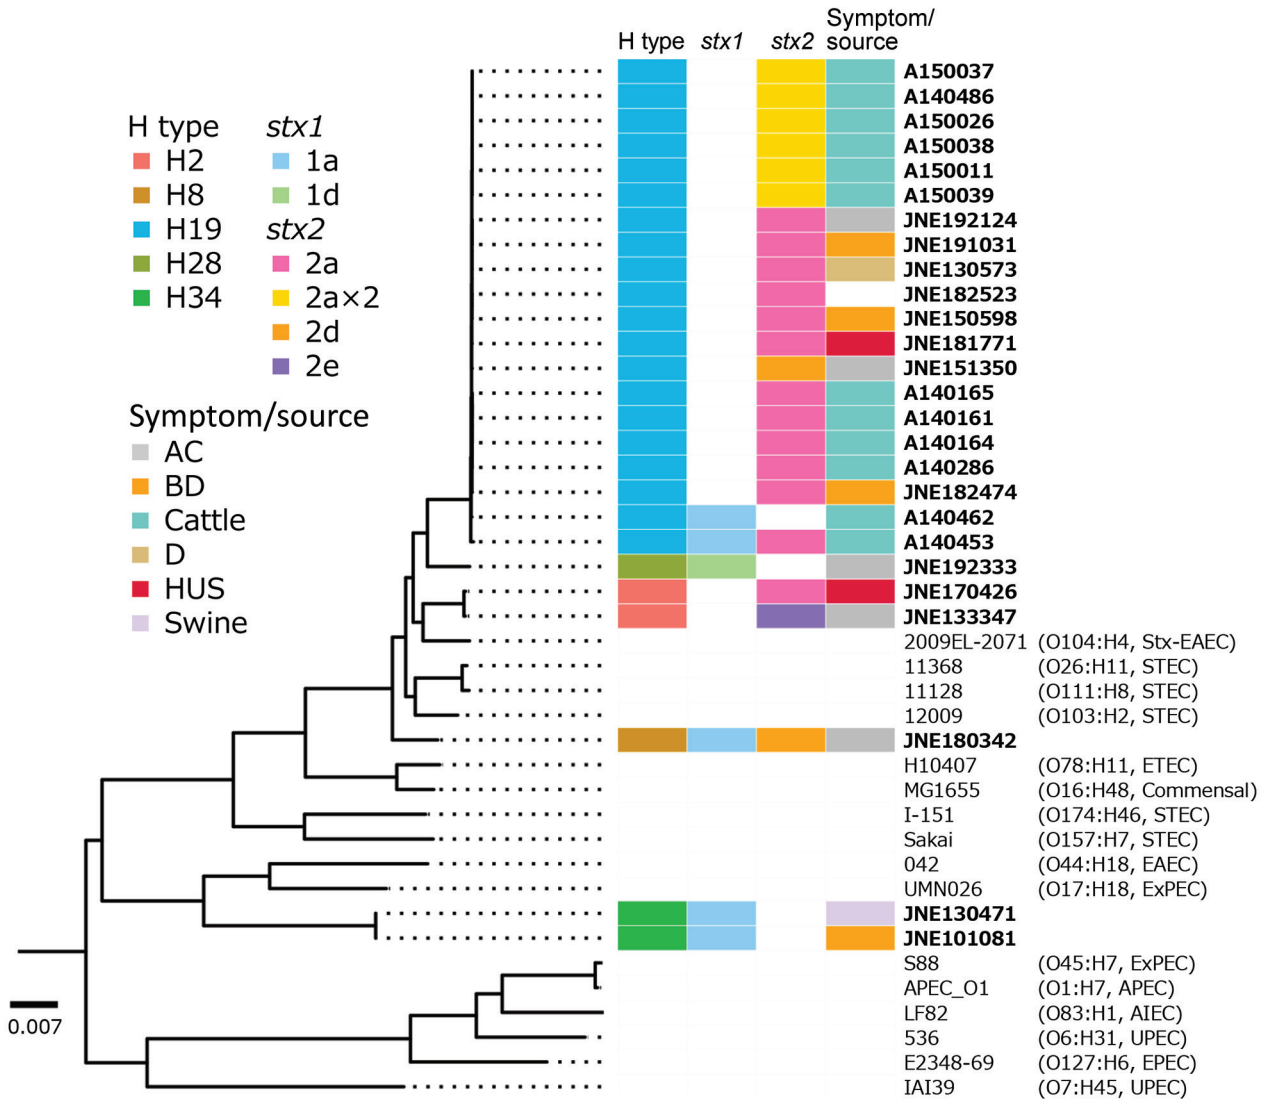 H type stx1 stx2 Symptom/
source
H type
H2
H8
H19
H28
H34
stx1
1a
1d
stx2
2a
2a×2
2d
2e
Symptom/source
AC
BD
Cattle
D
HUS
Swine
A150037
A140486
A150026
A150038
A150011
A150039
JNE192124
JNE191031
JNE130573
JNE182523
JNE150598
JNE181771
JNE151350
A140165
A140161
A140164
A140286
JNE182474
A140462
A140453
JNE192333
JNE170426
JNE133347
2009EL-2071 (O104:H4, Stx-EAEC)
11368 (O26:H11, STEC)
11128 (O111:H8, STEC)
12009 (O103:H2, STEC)
JNE180342
H10407 (O78:H11, ETEC)
MG1655 (O16:H48, Commensal)
I-151 (O174:H46, STEC)
Sakai (O157:H7, STEC)
042 (O44:H18, EAEC)
UMN026 (O17:H18, ExPEC)
JNE130471
JNE101081
S88 (O45:H7, ExPEC)
APEC_O1 (O1:H7, APEC)
LF82 (O83:H1, AIEC)
536 (O6:H31, UPEC)
E2348-69 (O127:H6, EPEC)
IAI39 (O7:H45, UPEC)
0.007